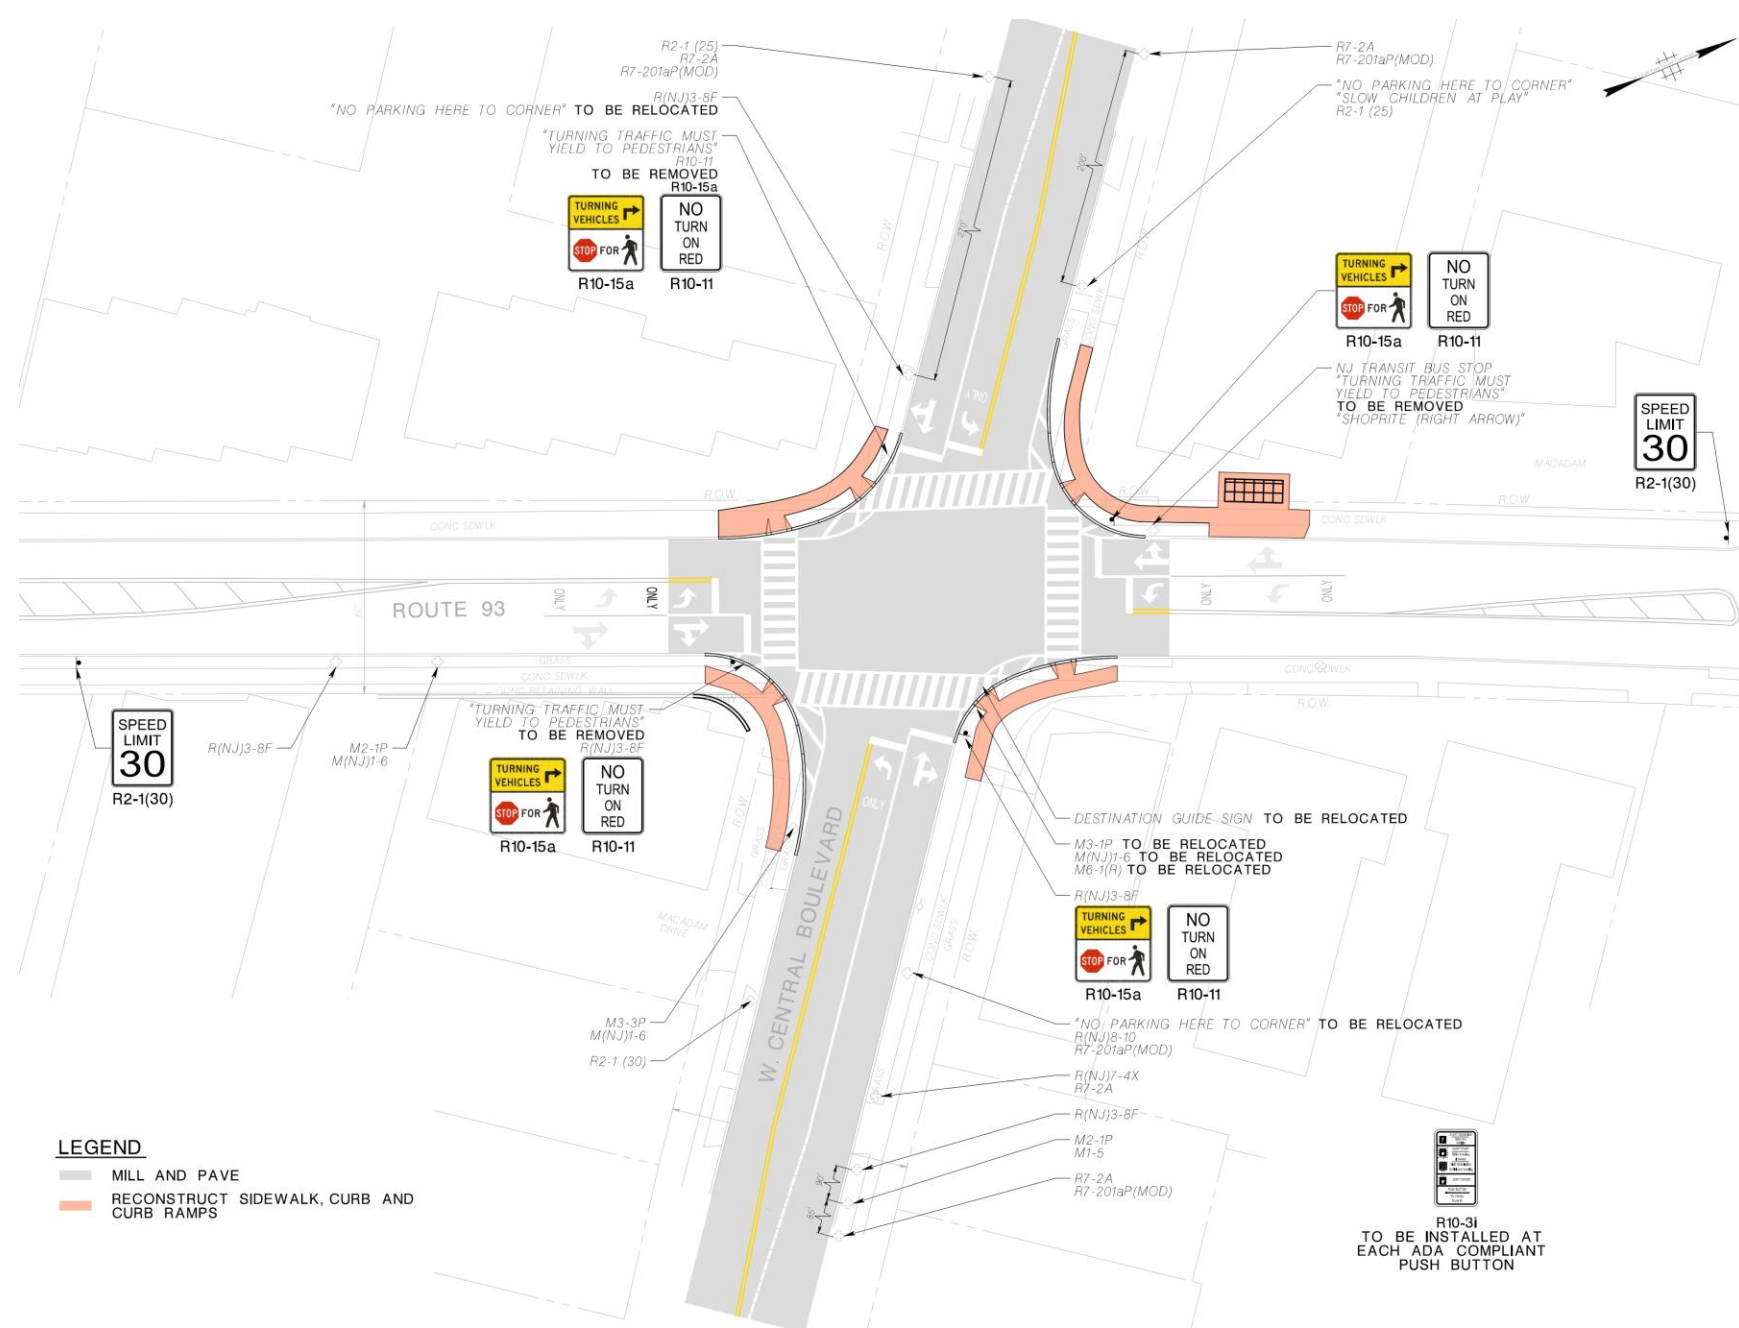 R2-1 (25)
R7-2A
R7-201aP(MOD)
R(NJ)3-8F
"NO PARKING HERE TO CORNER" TO BE RELOCATED
"TURNING TRAFFIC MUST
YIELD TO PEDESTRIANS"
R10-11
TO BE REMOVED
R10-15a
TURNING
VEHICLES
STOP FOR
R10-15a
NO
TURN
ON
RED
R10-11
R7-2A
R7-201aP(MOD)
"NO PARKING HERE TO CORNER"
"SLOW CHILDREN AT PLAY"
R2-1 (25)
200'
R.O.W.
R.O.W.
GRASS
CONC SDWLK
TURNING
VEHICLES
STOP FOR
R10-15a
NO
TURN
ON
RED
R10-11
NJ TRANSIT BUS STOP
"TURNING TRAFFIC MUST
YIELD TO PEDESTRIANS"
TO BE REMOVED
"SHOPRITE (RIGHT ARROW)"
SPEED
LIMIT
30
R2-1(30)
MACADAM
ONLY
R.O.W.
R.O.W.
R.O.W.
CONC SDWLK.
CONC SDWLK
ROUTE 93
ONLY
ONLY
ONLY
ONLY
GRASS
CONC SDWLK.
CONC RETAINING WALL
CONC SDWLK.
R.O.W.
SPEED
LIMIT
30
R2-1(30)
R(NJ)3-8F
M2-1P
M(NJ)1-6
"TURNING TRAFFIC MUST
YIELD TO PEDESTRIANS"
TO BE REMOVED
R(NJ)3-8F
TURNING
VEHICLES
STOP FOR
R10-15a
NO
TURN
ON
RED
R10-11
ONLY
W. CENTRAL BOULEVARD
R.O.W.
GRASS
GRASS
MACADAM
DRIVE
M3-3P
M(NJ)1-6
R2-1 (30)
DESTINATION GUIDE SIGN TO BE RELOCATED
M3-1P TO BE RELOCATED
M(NJ)1-6 TO BE RELOCATED
M6-1(R) TO BE RELOCATED
R(NJ)3-8F
TURNING
VEHICLES
STOP FOR
R10-15a
NO
TURN
ON
RED
R10-11
CONC SDWLK
GRASS
R.O.W.
GRASS
"NO PARKING HERE TO CORNER" TO BE RELOCATED
R(NJ)8-10
R7-201aP(MOD)
R(NJ)7-4X
R7-2A
R(NJ)3-8F
M2-1P
M1-5
R7-2A
R7-201aP(MOD)
90'
LEGEND
MILL AND PAVE
RECONSTRUCT SIDEWALK, CURB AND
CURB RAMPS
R10-3i
TO BE INSTALLED AT
EACH ADA COMPLIANT
PUSH BUTTON